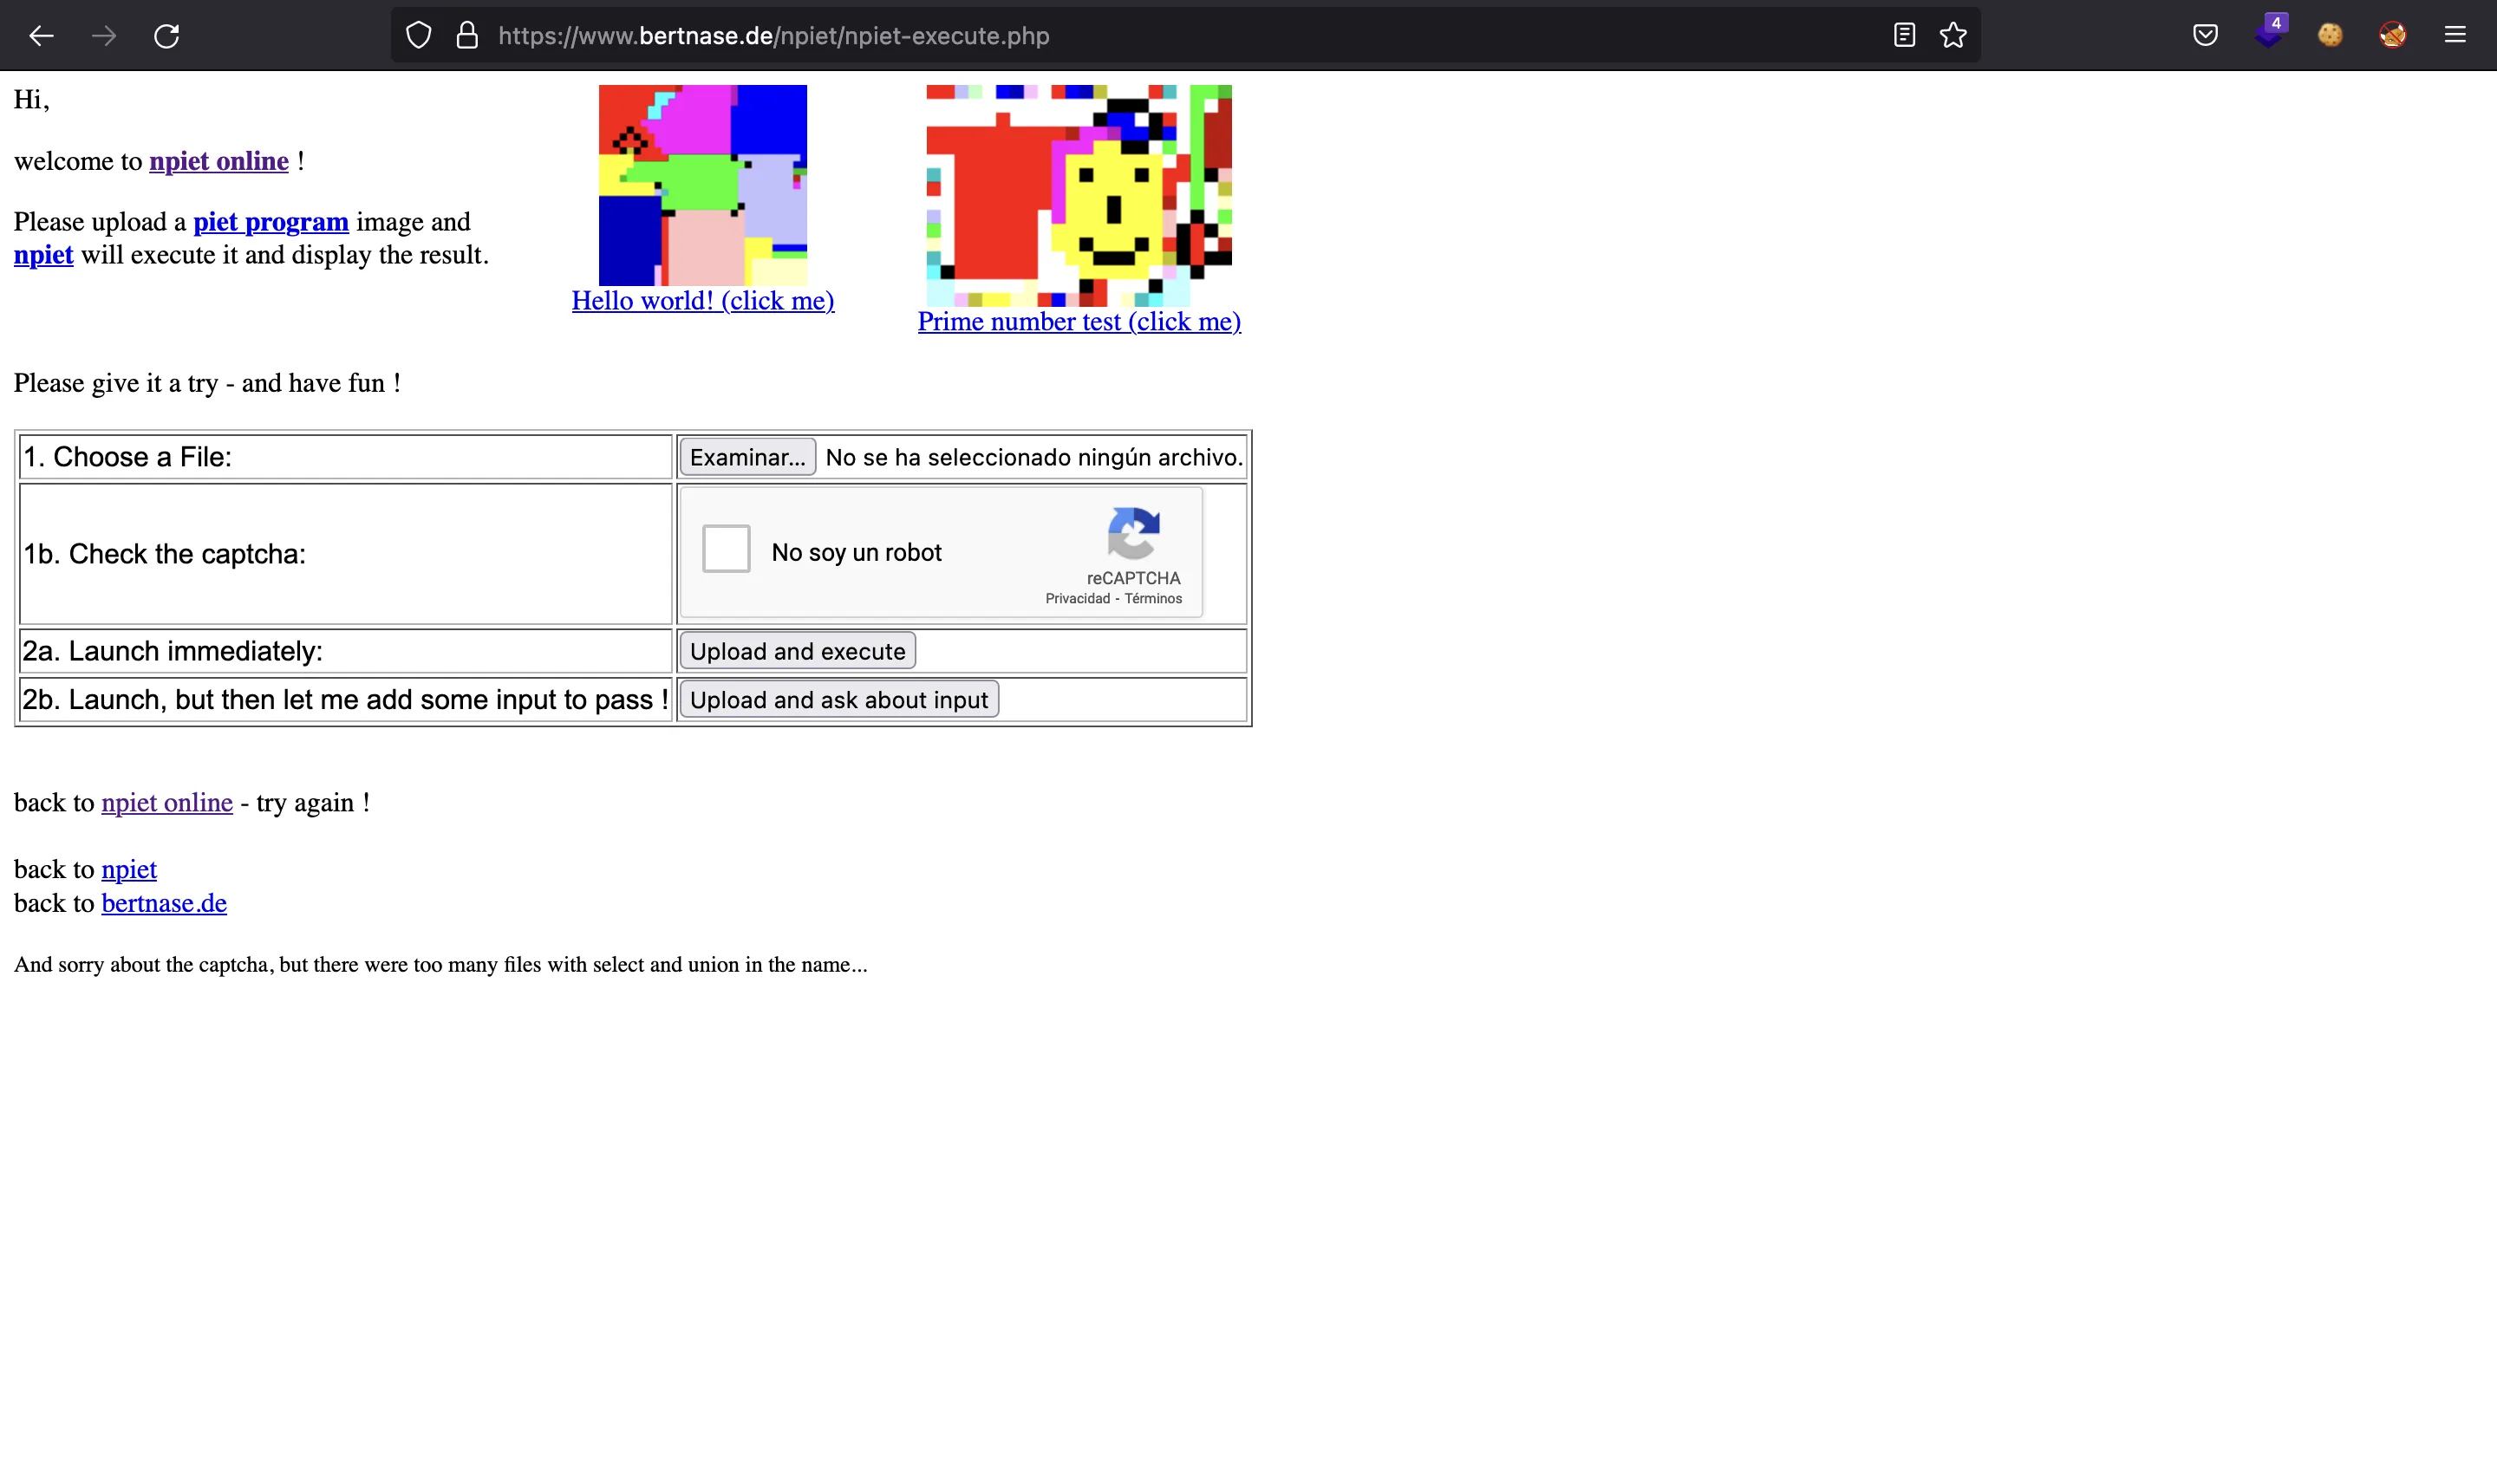 https://www.bertnase.de/npiet/npiet-execute.php
4
Hi,
welcome to npiet online !
Please upload a piet program image and
npiet will execute it and display the result.
Hello world! (click me)
Prime number test (click me)
Please give it a try - and have fun !
1. Choose a File:
Examinar... No se ha seleccionado ningún archivo.
1b. Check the captcha:
No soy un robot
reCAPTCHA
Privacidad - Términos
2a. Launch immediately:
Upload and execute
2b. Launch, but then let me add some input to pass !
Upload and ask about input
back to npiet online - try again !
back to npiet
back to bertnase.de
And sorry about the captcha, but there were too many files with select and union in the name...